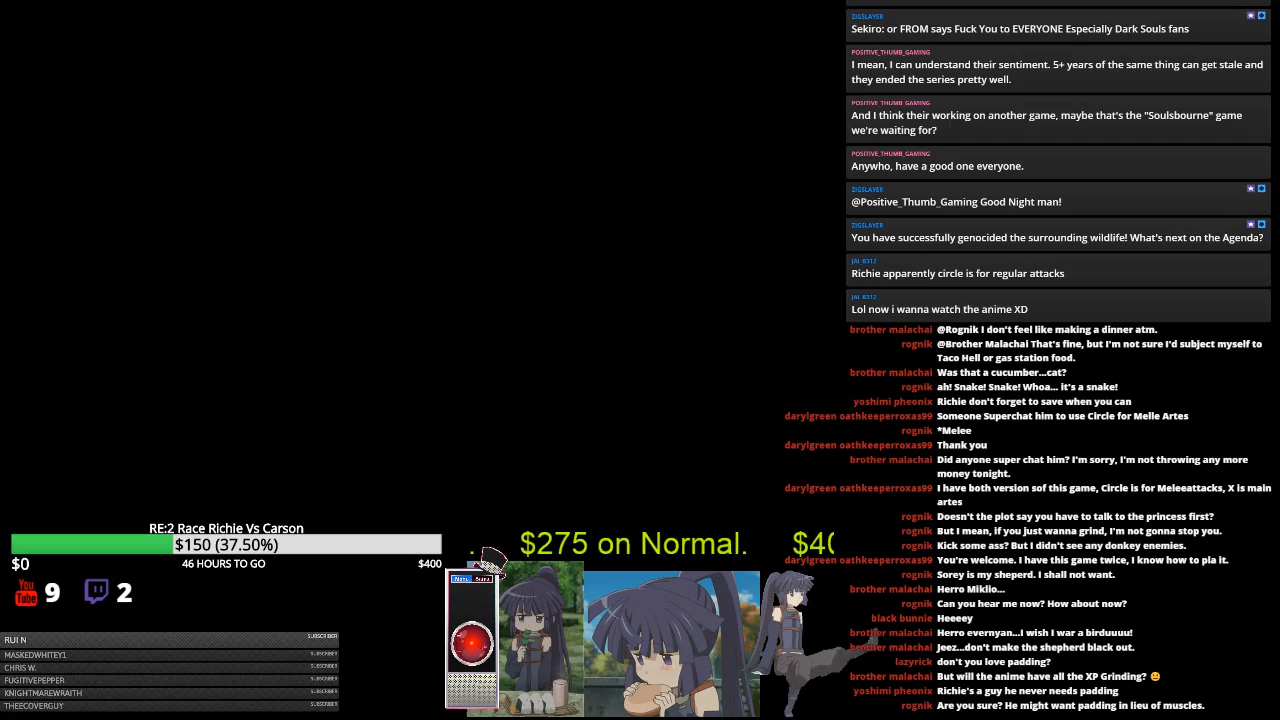 ZIGSLAYER
Sekiro: or FROM says Fuck You to EVERYONE Especially Dark Souls fans
POSITIVE_THUMB_GAMING
I mean, I can understand their sentiment. 5+ years of the same thing can get stale and
they ended the series pretty well.
POSITIVE_THUMB_GAMING
And I think their working on another game, maybe that's the "Soulsbourne" game
we're waiting for?
POSITIVE_THUMB_GAMING
Anywho, have a good one everyone.
ZIGSLAYER
@Positive_Thumb_Gaming Good Night man!
ZIGSLAYER
You have successfully genocided the surrounding wildlife! What's next on the Agenda?
JAI_8312
Richie apparently circle is for regular attacks
JAI_8312
Lol now i wanna watch the anime XD
brother malachai @Rognik I don't feel like making a dinner atm.
rognik @Brother Malachai That's fine, but I'm not sure I'd subject myself to
Taco Hell or gas station food.
brother malachai Was that a cucumber...cat?
rognik ah! Snake! Snake! Whoa... it's a snake!
yoshimi pheonix Richie don't forget to save when you can
darylgreen oathkeeperroxas99 Someone Superchat him to use Circle for Melle Artes
rognik *Melee
darylgreen oathkeeperroxas99 Thank you
brother malachai Did anyone super chat him? I'm sorry, I'm not throwing any more
money tonight.
darylgreen oathkeeperroxas99 I have both version sof this game, Circle is for Meleeattacks, X is main
artes
rognik Doesn't the plot say you have to talk to the princess first?
rognik But I mean, if you just wanna grind, I'm not gonna stop you.
rognik Kick some ass? But I didn't see any donkey enemies.
darylgreen oathkeeperroxas99 You're welcome. I have this game twice, I know how to pla it.
rognik Sorey is my sheperd. I shall not want.
brother malachai Herro Miklio...
rognik Can you hear me now? How about now?
black bunnie Heeeey
brother malachai Herro evernyan...I wish I war a birduuuu!
brother malachai Jeez...don't make the shepherd black out.
lazyrick don't you love padding?
brother malachai But will the anime have all the XP Grinding?
yoshimi pheonix Richie's a guy he never needs padding
rognik Are you sure? He might want padding in lieu of muscles.
RE:2 Race Richie Vs Carson
$150 (37.50%)
$0 46 HOURS TO GO $400
. $275 on Normal. $40
You Tube 9 2
RUI N SUBSCRIBER
MASKEDWHITEY1 SUBSCRIBER
CHRIS W. SUBSCRIBER
FUGITIVEPEPPER SUBSCRIBER
KNIGHTMAREWRAITH SUBSCRIBER
THEECOVERGUY SUBSCRIBER